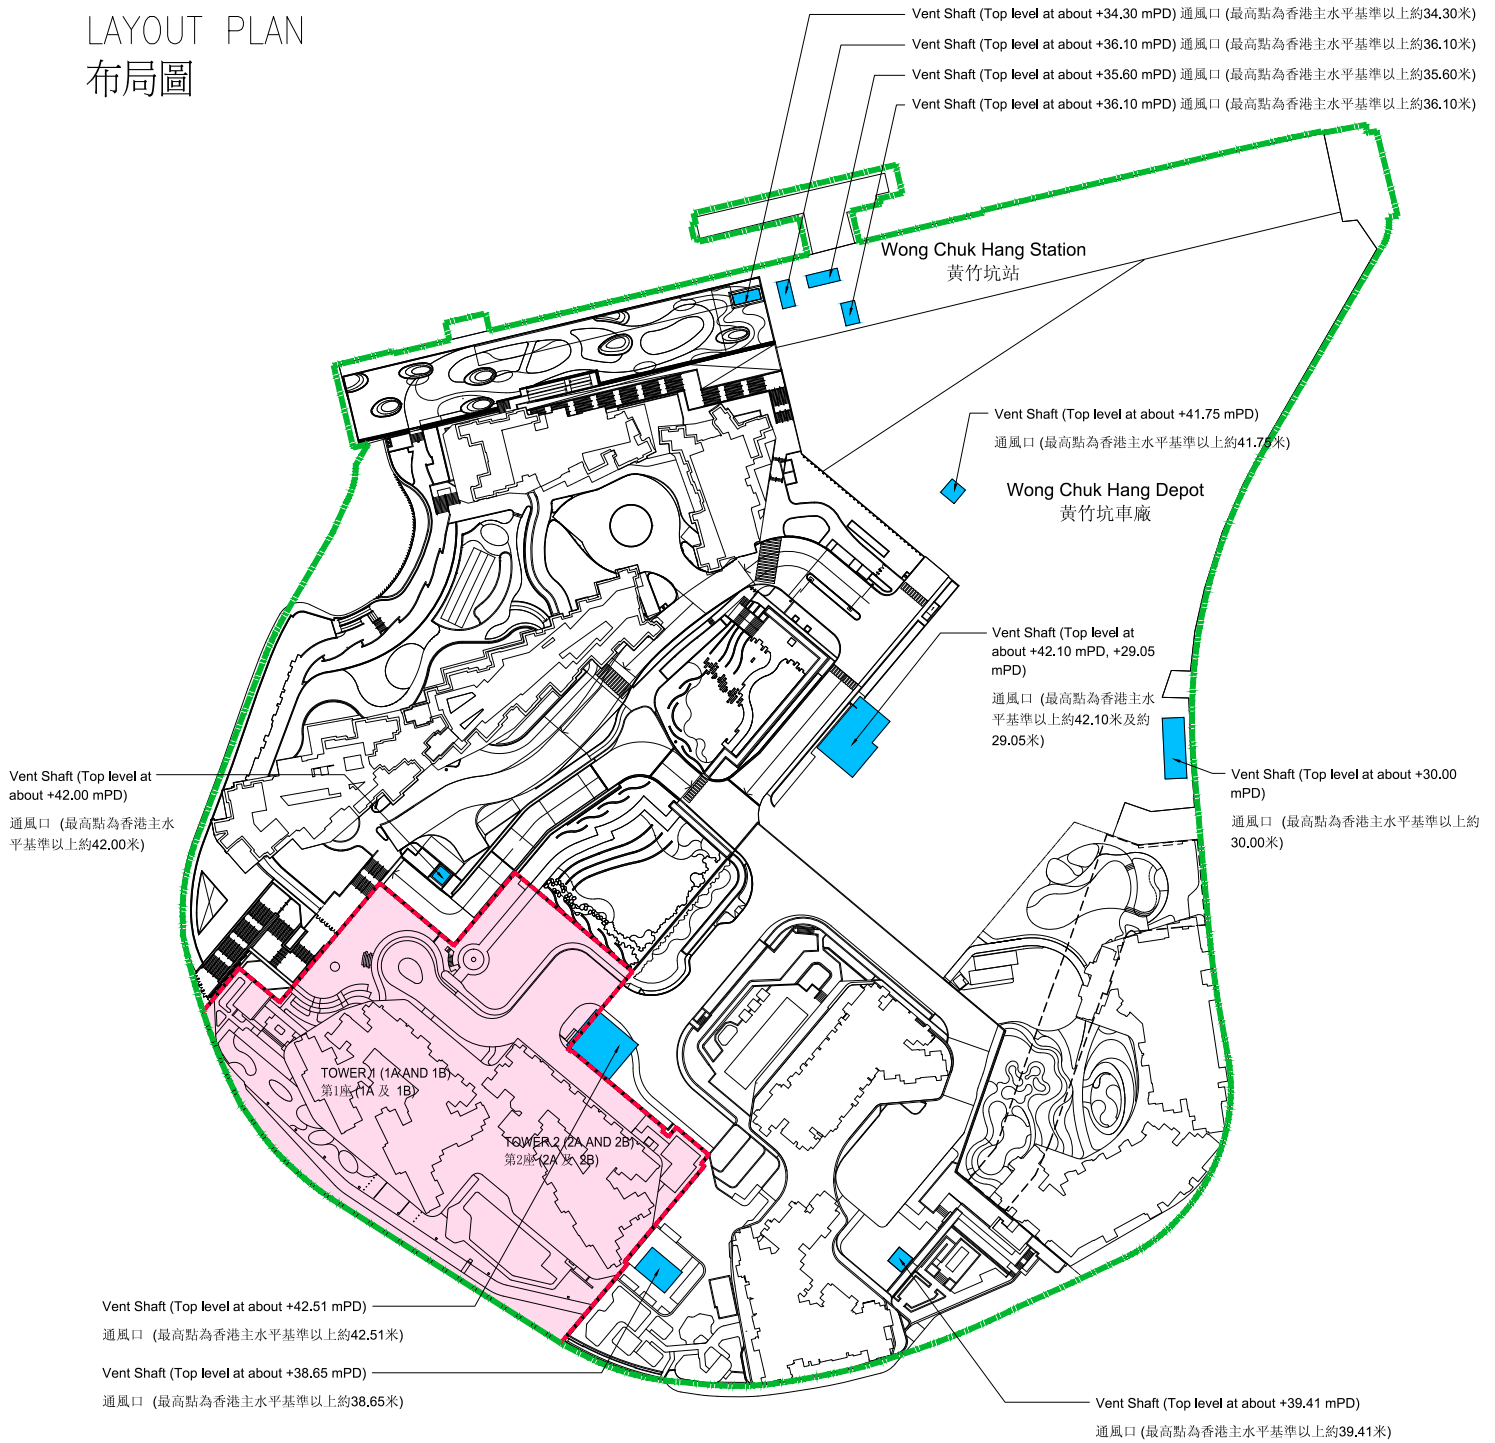 LAYOUT PLAN
布局圖
Vent Shaft (Top level at about +34.30 mPD) 通風口 (最高點為香港主水平基準以上約34.30米)
Vent Shaft (Top level at about +36.10 mPD) 通風口 (最高點為香港主水平基準以上約36.10米)
Vent Shaft (Top level at about +35.60 mPD) 通風口 (最高點為香港主水平基準以上約35.60米)
Vent Shaft (Top level at about +36.10 mPD) 通風口 (最高點為香港主水平基準以上約36.10米)
Wong Chuk Hang Station
黃竹坑站
Vent Shaft (Top level at about +41.75 mPD)
通風口 (最高點為香港主水平基準以上約41.75米)
Wong Chuk Hang Depot
黃竹坑車廠
Vent Shaft (Top level at
about +42.10 mPD, +29.05
mPD)
通風口 (最高點為香港主水
平基準以上約42.10米及約
29.05米)
Vent Shaft (Top level at
about +42.00 mPD)
通風口 (最高點為香港主水
平基準以上約42.00米)
Vent Shaft (Top level at about +30.00
mPD)
通風口 (最高點為香港主水平基準以上約
30.00米)
TOWER 1 (1A AND 1B)
第1座 (1A 及 1B)
TOWER 2 (2A AND 2B)
第2座 (2A 及 2B)
Vent Shaft (Top level at about +42.51 mPD)
通風口 (最高點為香港主水平基準以上約42.51米)
Vent Shaft (Top level at about +38.65 mPD)
通風口 (最高點為香港主水平基準以上約38.65米)
Vent Shaft (Top level at about +39.41 mPD)
通風口 (最高點為香港主水平基準以上約39.41米)